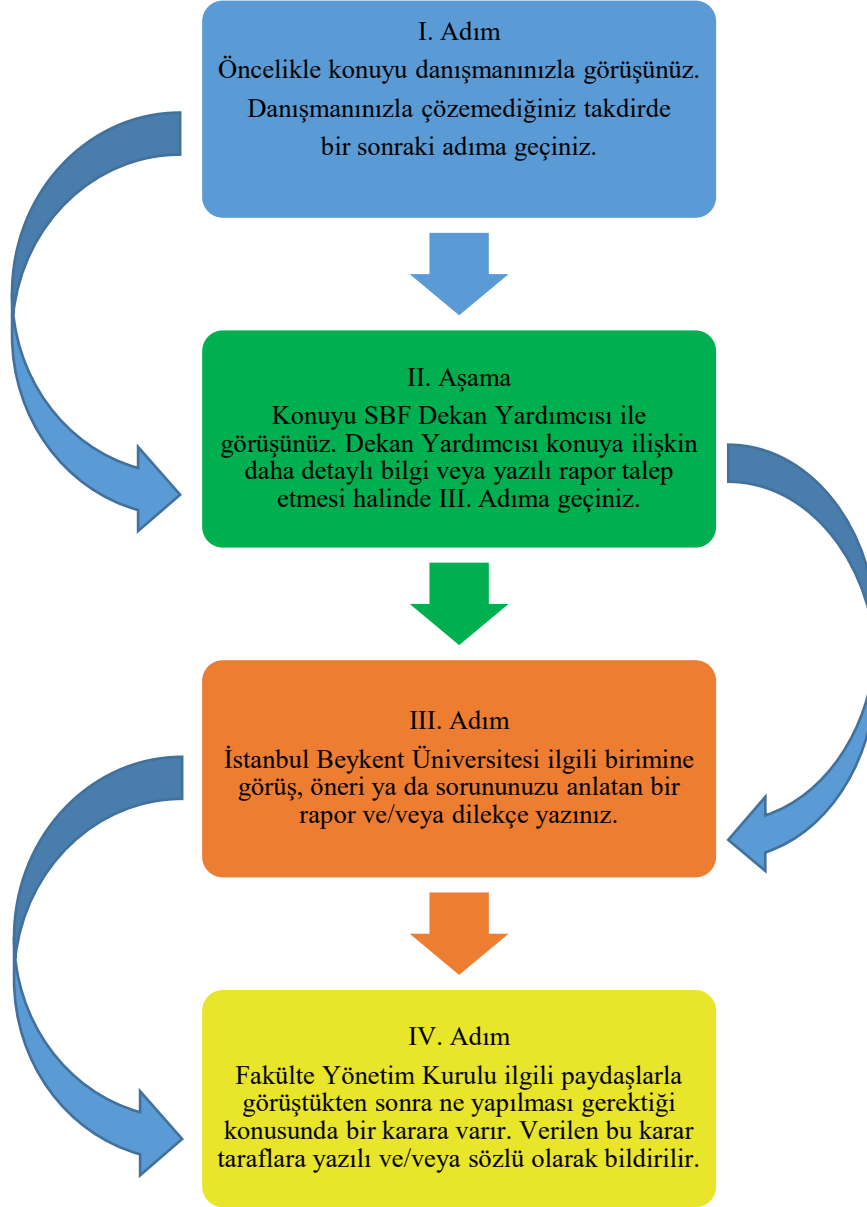 I. Adım
Öncelikle konuyu danışmanınızla görüşünüz.
Danışmanınızla çözemediğiniz takdirde
bir sonraki adıma geçiniz.
II. Aşama
Konuyu SBF Dekan Yardımcısı ile
görüşünüz. Dekan Yardımcısı konuya ilişkin
daha detaylı bilgi veya yazılı rapor talep
etmesi halinde III. Adıma geçiniz.
III. Adım
İstanbul Beykent Üniversitesi ilgili birimine
görüş, öneri ya da sorununuzu anlatan bir
rapor ve/veya dilekçe yazınız.
IV. Adım
Fakülte Yönetim Kurulu ilgili paydaşlarla
görüştükten sonra ne yapılması gerektiği
konusunda bir karara varır. Verilen bu karar
taraflara yazılı ve/veya sözlü olarak bildirilir.